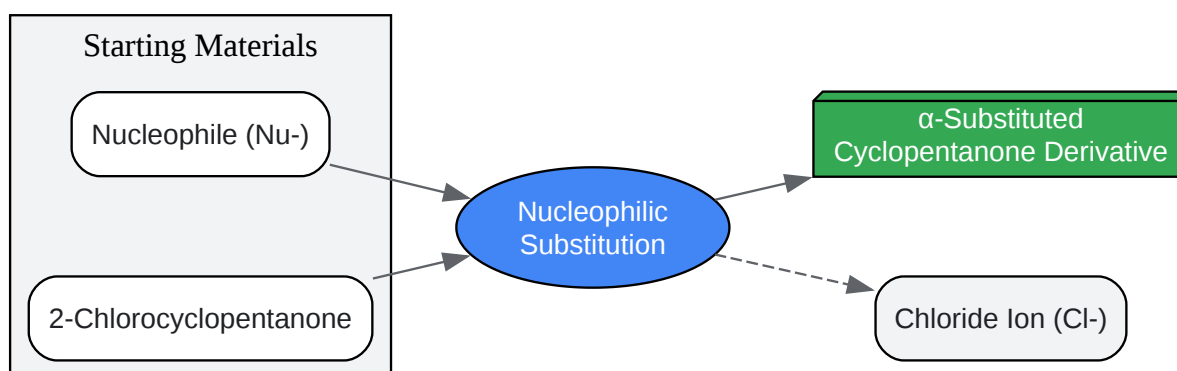 Starting Materials
Nucleophile (Nu-)
2-Chlorocyclopentanone
Nucleophilic
Substitution
α-Substituted
Cyclopentanone Derivative
Chloride Ion (Cl-)